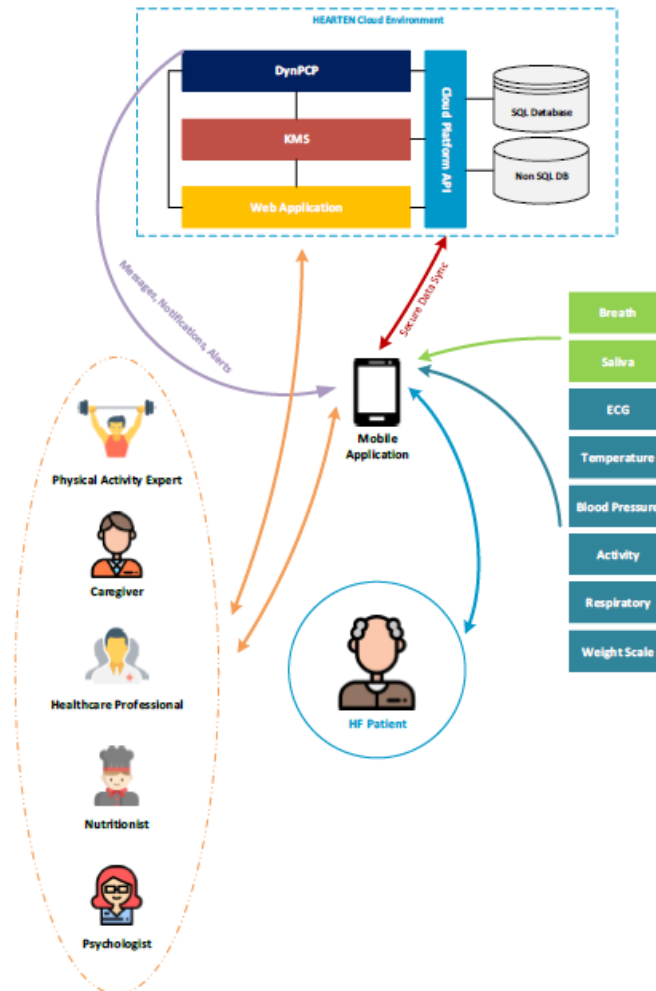 HEARTEN Cloud Environment
DynPCP
KMS
Web Application
Cloud Platform API
SQL Database
Non SQL DB
Messages, Notifications, Alerts
Secure Data Sync
Breath
Saliva
ECG
Temperature
Blood Pressure
Activity
Respiratory
Weight Scale
Mobile
Application
Physical Activity Expert
Caregiver
Healthcare Professional
Nutritionist
Psychologist
HF Patient